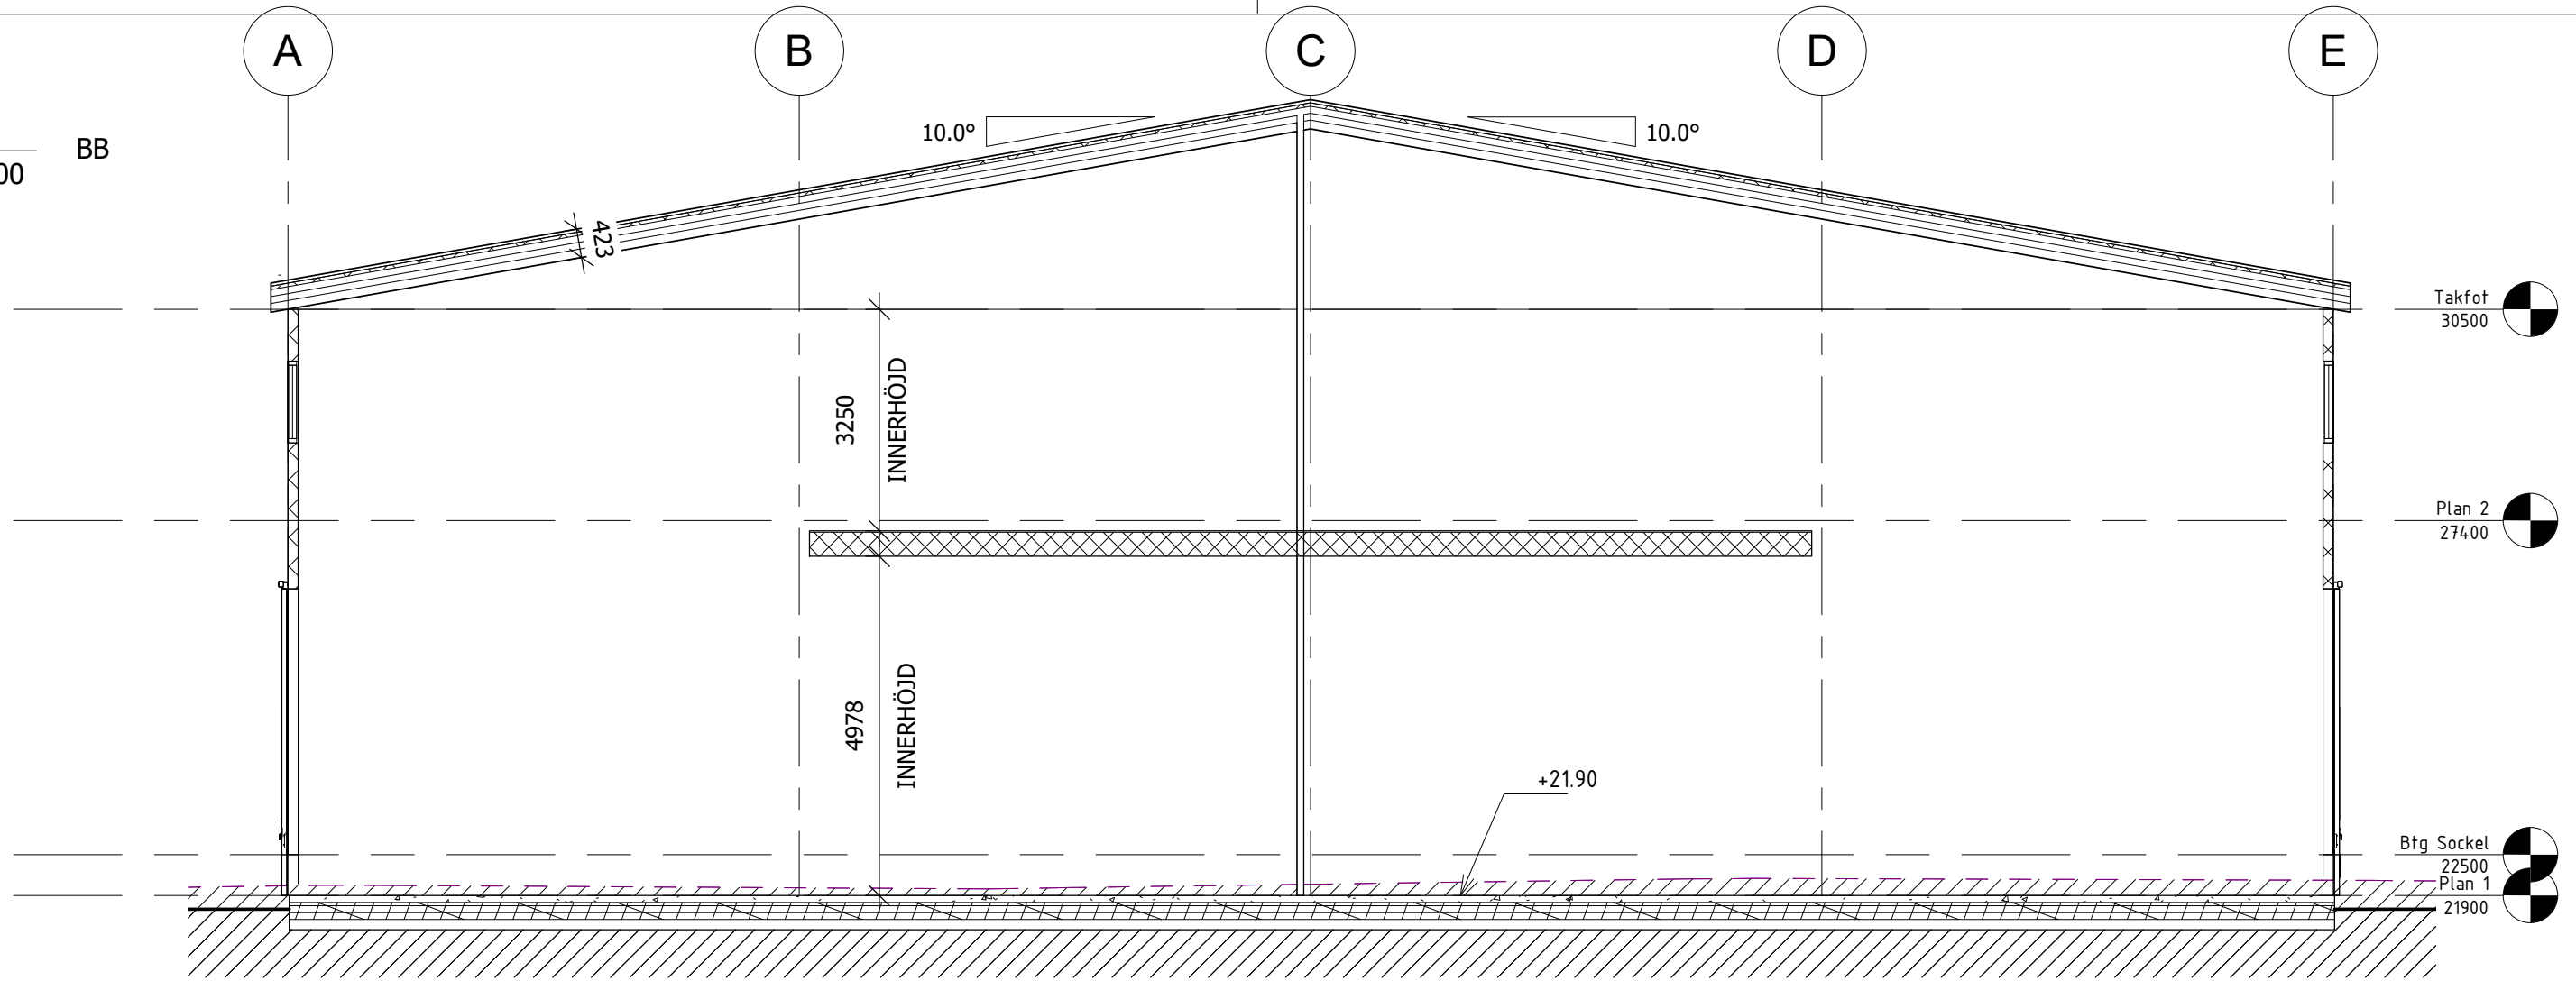 A
B
C
D
E
BB
00
10.0°
10.0°
423
Takfot
30500
3250
INNERHÖJD
Plan 2
27400
4978
INNERHÖJD
+21.90
Btg Sockel
22500
Plan 1
21900